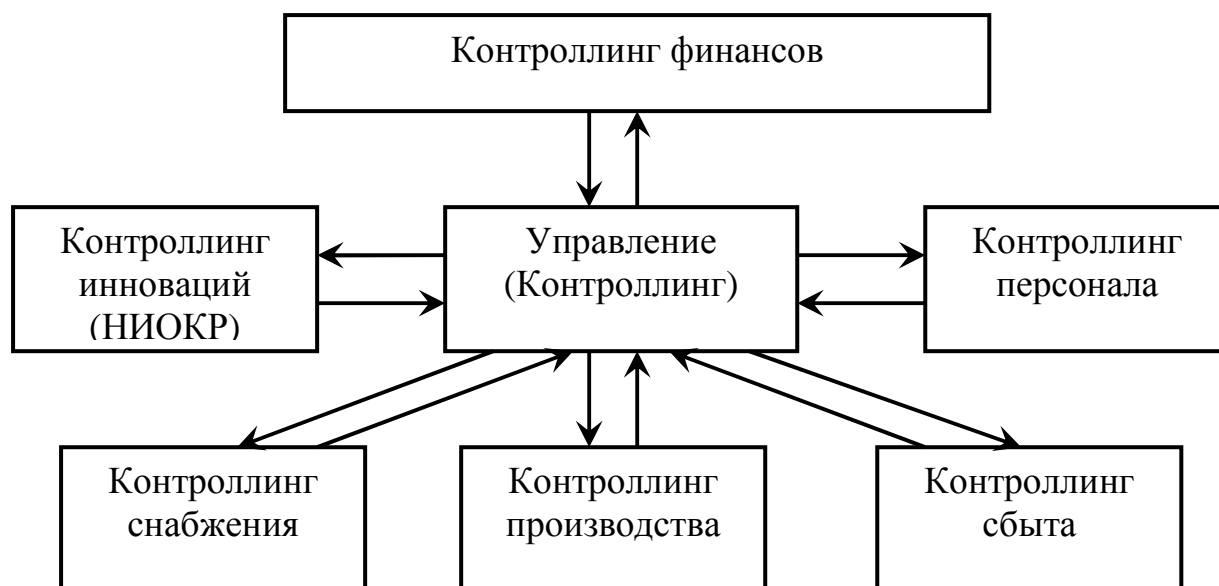 Контроллинг финансов
Контроллинг
инноваций
(НИОКР)
Управление
(Контроллинг)
Контроллинг
персонала
Контроллинг
снабжения
Контроллинг
производства
Контроллинг
сбыта